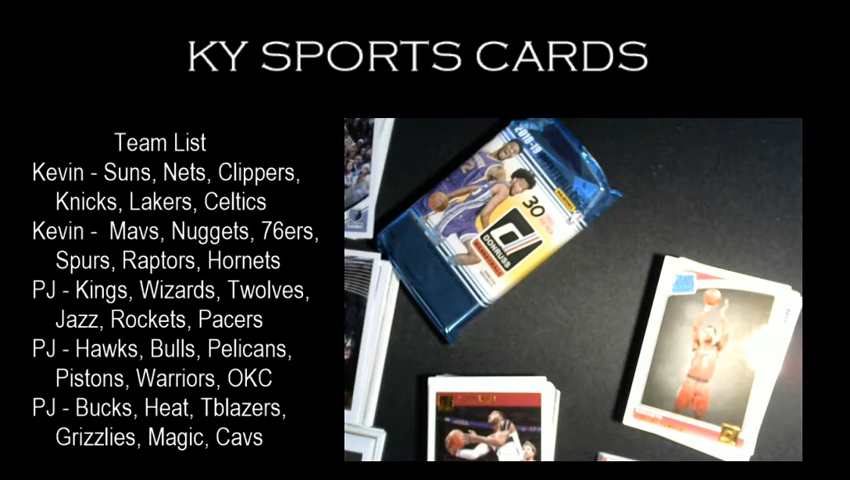 KY SPORTS CARDS
Team List
Kevin - Suns, Nets, Clippers,
Knicks, Lakers, Celtics
Kevin - Mavs, Nuggets, 76ers,
Spurs, Raptors, Hornets
PJ - Kings, Wizards, Twolves,
Jazz, Rockets, Pacers
PJ - Hawks, Bulls, Pelicans,
Pistons, Warriors, OKC
PJ - Bucks, Heat, Tblazers,
Grizzlies, Magic, Cavs
2018-19
30
DONRUSS